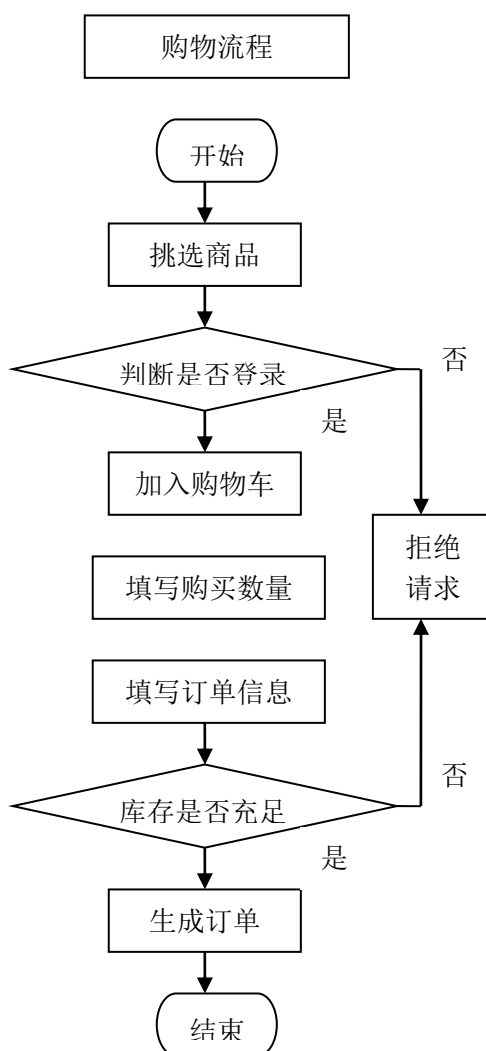 购物流程
开始
挑选商品
判断是否登录
否
是
加入购物车
拒绝
请求
填写购买数量
填写订单信息
否
库存是否充足
是
生成订单
结束